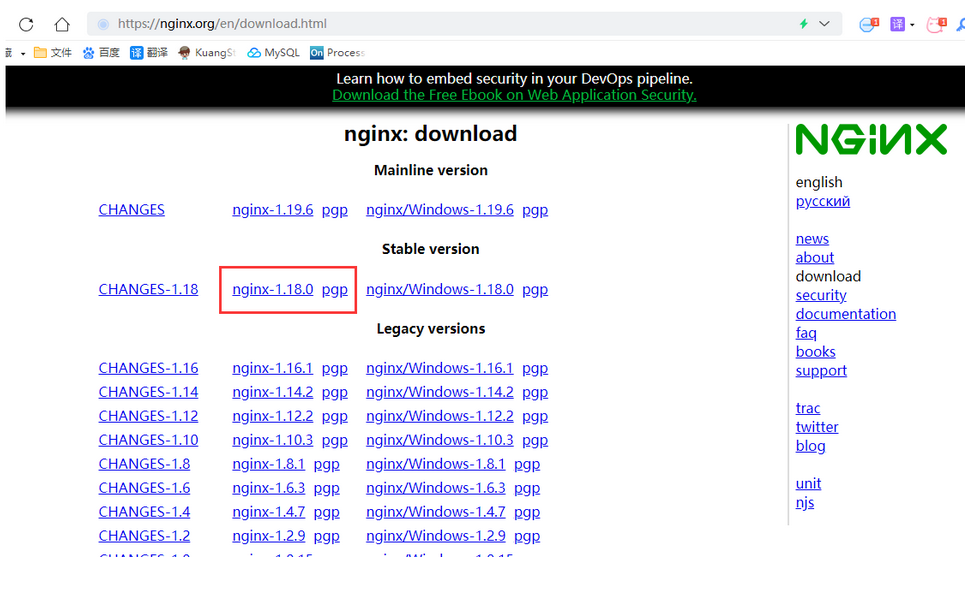 https://nginx.org/en/download.html
1 译 1
文件 百度 译 翻译 KuangSt MySQL On Process
Learn how to embed security in your DevOps pipeline.
Download the Free Ebook on Web Application Security.
nginx: download
Mainline version
CHANGES nginx-1.19.6 pgp nginx/Windows-1.19.6 pgp
Stable version
CHANGES-1.18 nginx-1.18.0 pgp nginx/Windows-1.18.0 pgp
Legacy versions
CHANGES-1.16 nginx-1.16.1 pgp nginx/Windows-1.16.1 pgp
CHANGES-1.14 nginx-1.14.2 pgp nginx/Windows-1.14.2 pgp
CHANGES-1.12 nginx-1.12.2 pgp nginx/Windows-1.12.2 pgp
CHANGES-1.10 nginx-1.10.3 pgp nginx/Windows-1.10.3 pgp
CHANGES-1.8 nginx-1.8.1 pgp nginx/Windows-1.8.1 pgp
CHANGES-1.6 nginx-1.6.3 pgp nginx/Windows-1.6.3 pgp
CHANGES-1.4 nginx-1.4.7 pgp nginx/Windows-1.4.7 pgp
CHANGES-1.2 nginx-1.2.9 pgp nginx/Windows-1.2.9 pgp
NGINX
english
русский
news
about
download
security
documentation
faq
books
support
trac
twitter
blog
unit
njs